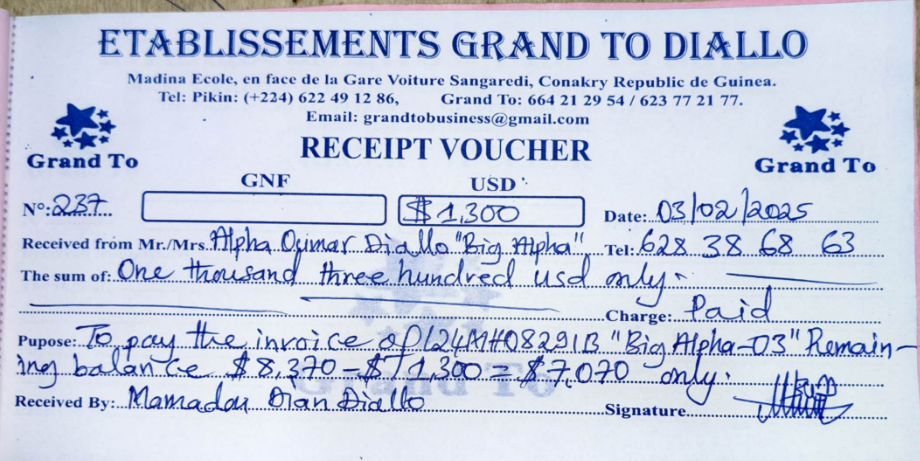 ETABLISSEMENTS GRAND TO DIALLO
Madina Ecole, en face de la Gare Voiture Sangaredi, Conakry Republic de Guinea.
Tel: Pikin: (+224) 622 49 12 86, Grand To: 664 21 29 54 / 623 77 21 77.
Email: grandtobusiness@gmail.com
Grand To RECEIPT VOUCHER Grand To
GNF USD
N°: 237 $ 1,300 Date: 03/02/2025
Received from Mr./Mrs. Alpha Oumar Diallo "Big Alpha" Tel: 628 38 68 63
The sum of: One thousand three hundred usd only.
Charge: Paid
Pupose: To pay the invoice of "Big Alpha-03" Remain-
ing balance $8,370 - $1,300 = $7,070 only.
Grand To
Received By: Mamadou Dian Diallo Signature